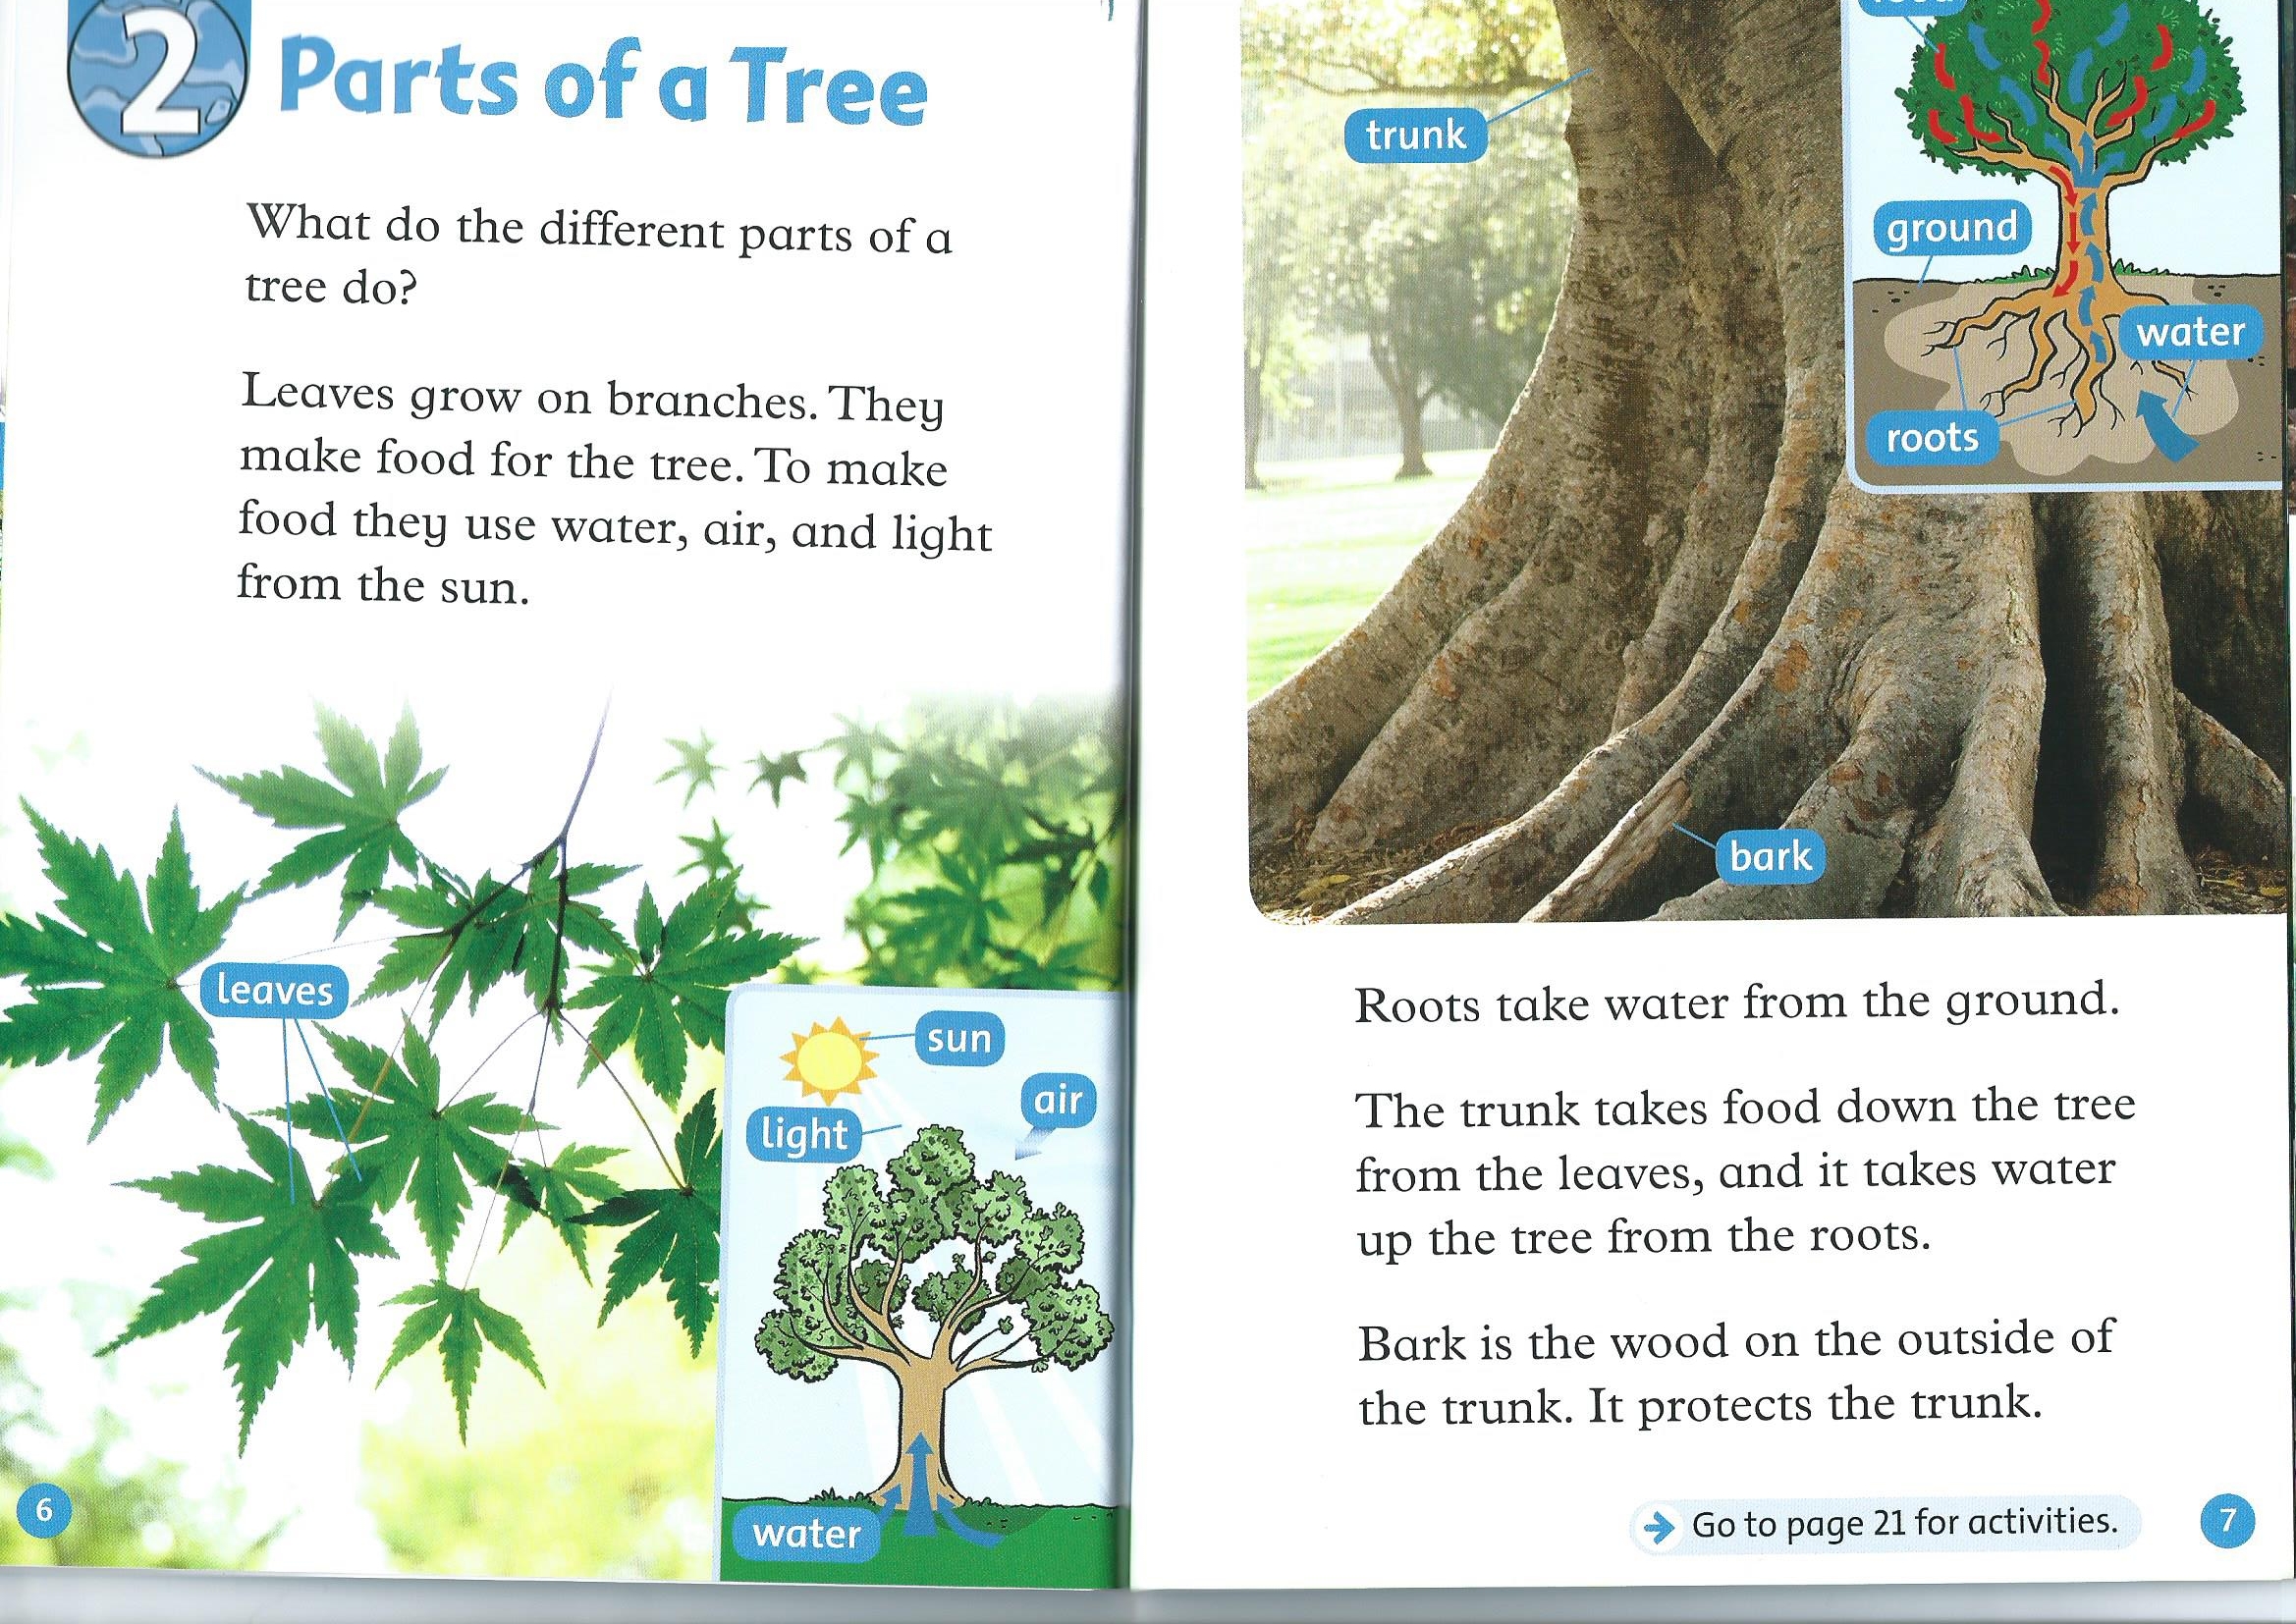 2
Parts of a Tree
What do the different parts of a
tree do?
Leaves grow on branches. They
make food for the tree. To make
food they use water, air, and light
from the sun.
leaves
sun
air
light
water
6
trunk
ground
water
roots
bark
Roots take water from the ground.
The trunk takes food down the tree
from the leaves, and it takes water
up the tree from the roots.
Bark is the wood on the outside of
the trunk. It protects the trunk.
Go to page 21 for activities.
7